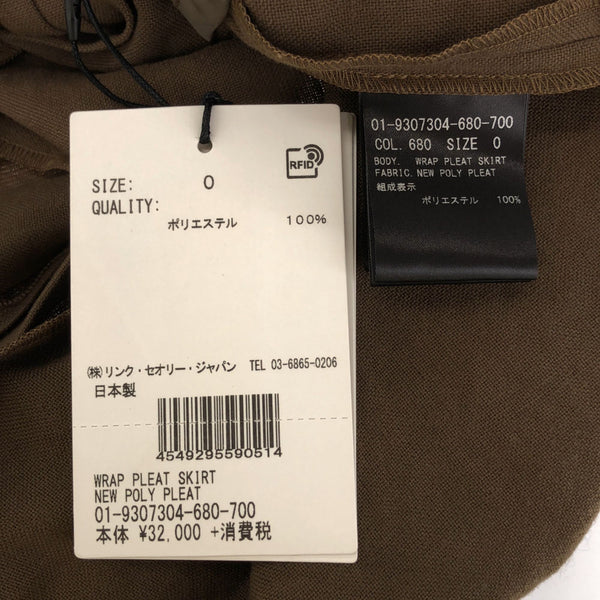 RFID
SIZE: 0
QUALITY:
ポリエステル 100%
(株)リンク・セオリー・ジャパン TEL 03-6865-0206
日本製
4549295590514
WRAP PLEAT SKIRT
NEW POLY PLEAT
01-9307304-680-700
本体 ¥32,000 +消費税
01-9307304-680-700
COL. 680 SIZE 0
BODY. WRAP PLEAT SKIRT
FABRIC. NEW POLY PLEAT
組成表示
ポリエステル 100%